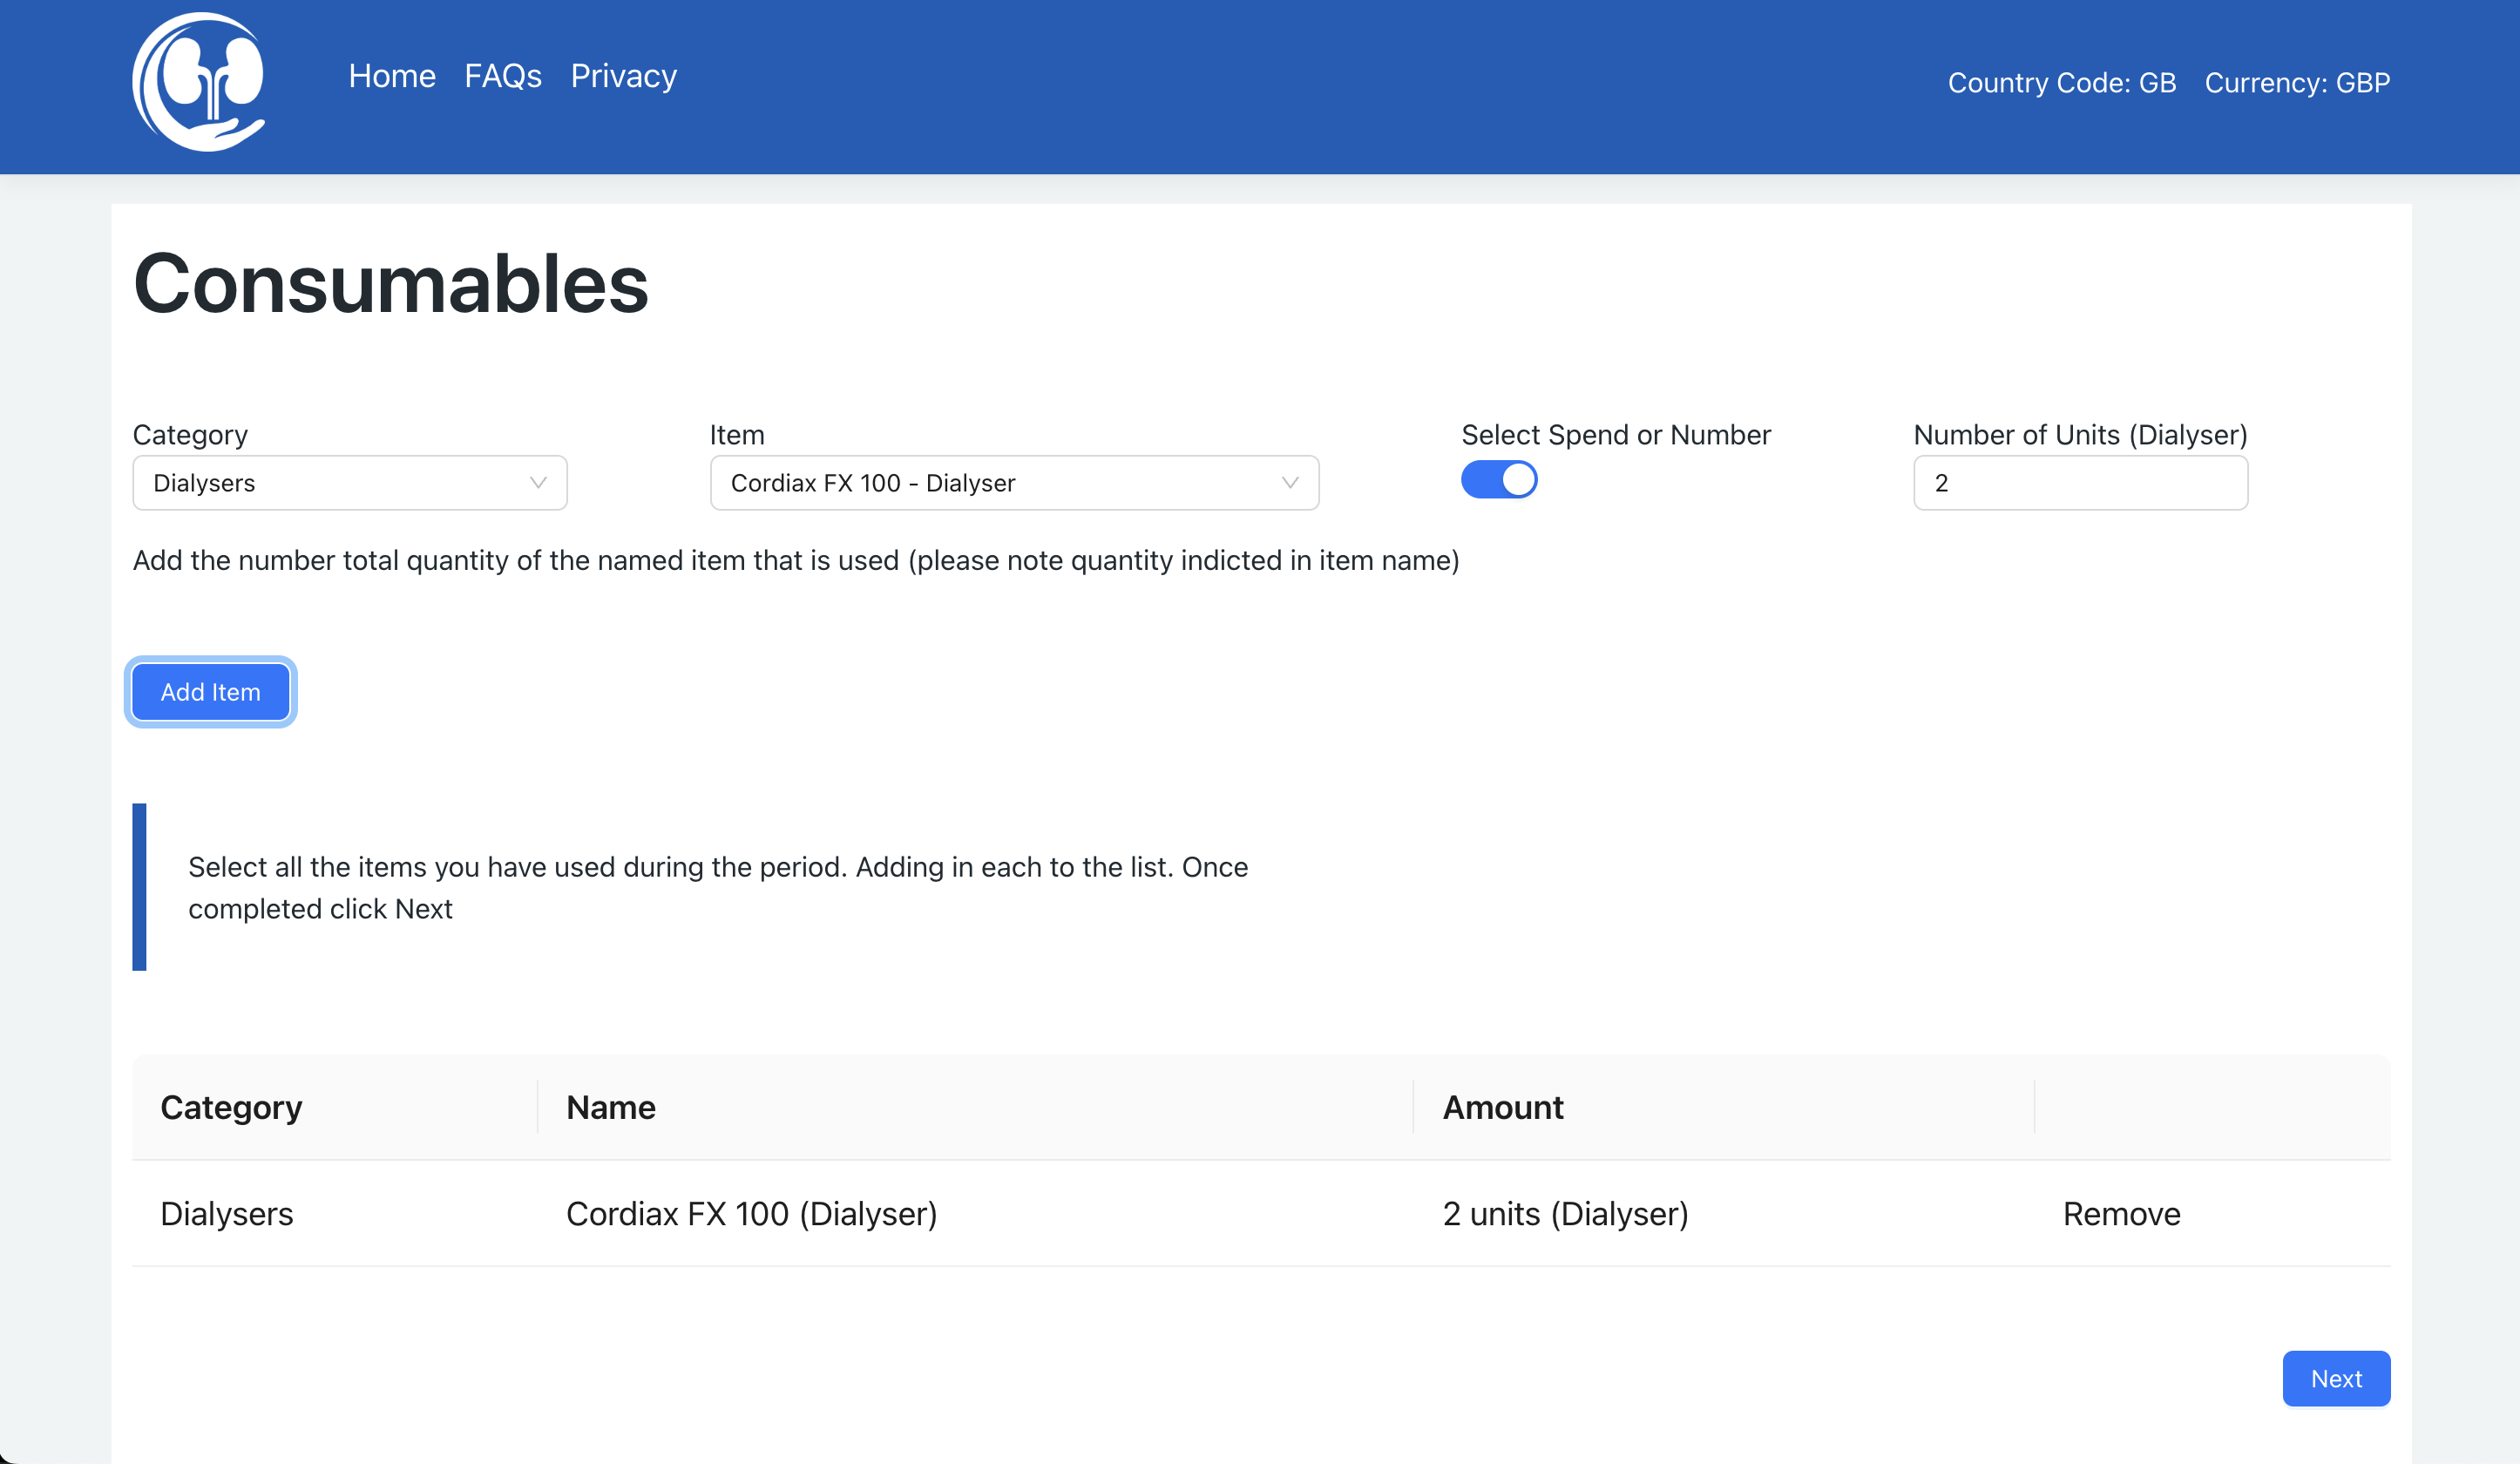 Home FAQs Privacy
Country Code: GB Currency: GBP
Consumables
Category Item Select Spend or Number Number of Units (Dialyser)
Dialysers Cordiax FX 100 - Dialyser 2
Add the number total quantity of the named item that is used (please note quantity indicted in item name)
Add Item
Select all the items you have used during the period. Adding in each to the list. Once
completed click Next
Category Name Amount
Dialysers Cordiax FX 100 (Dialyser) 2 units (Dialyser) Remove
Next